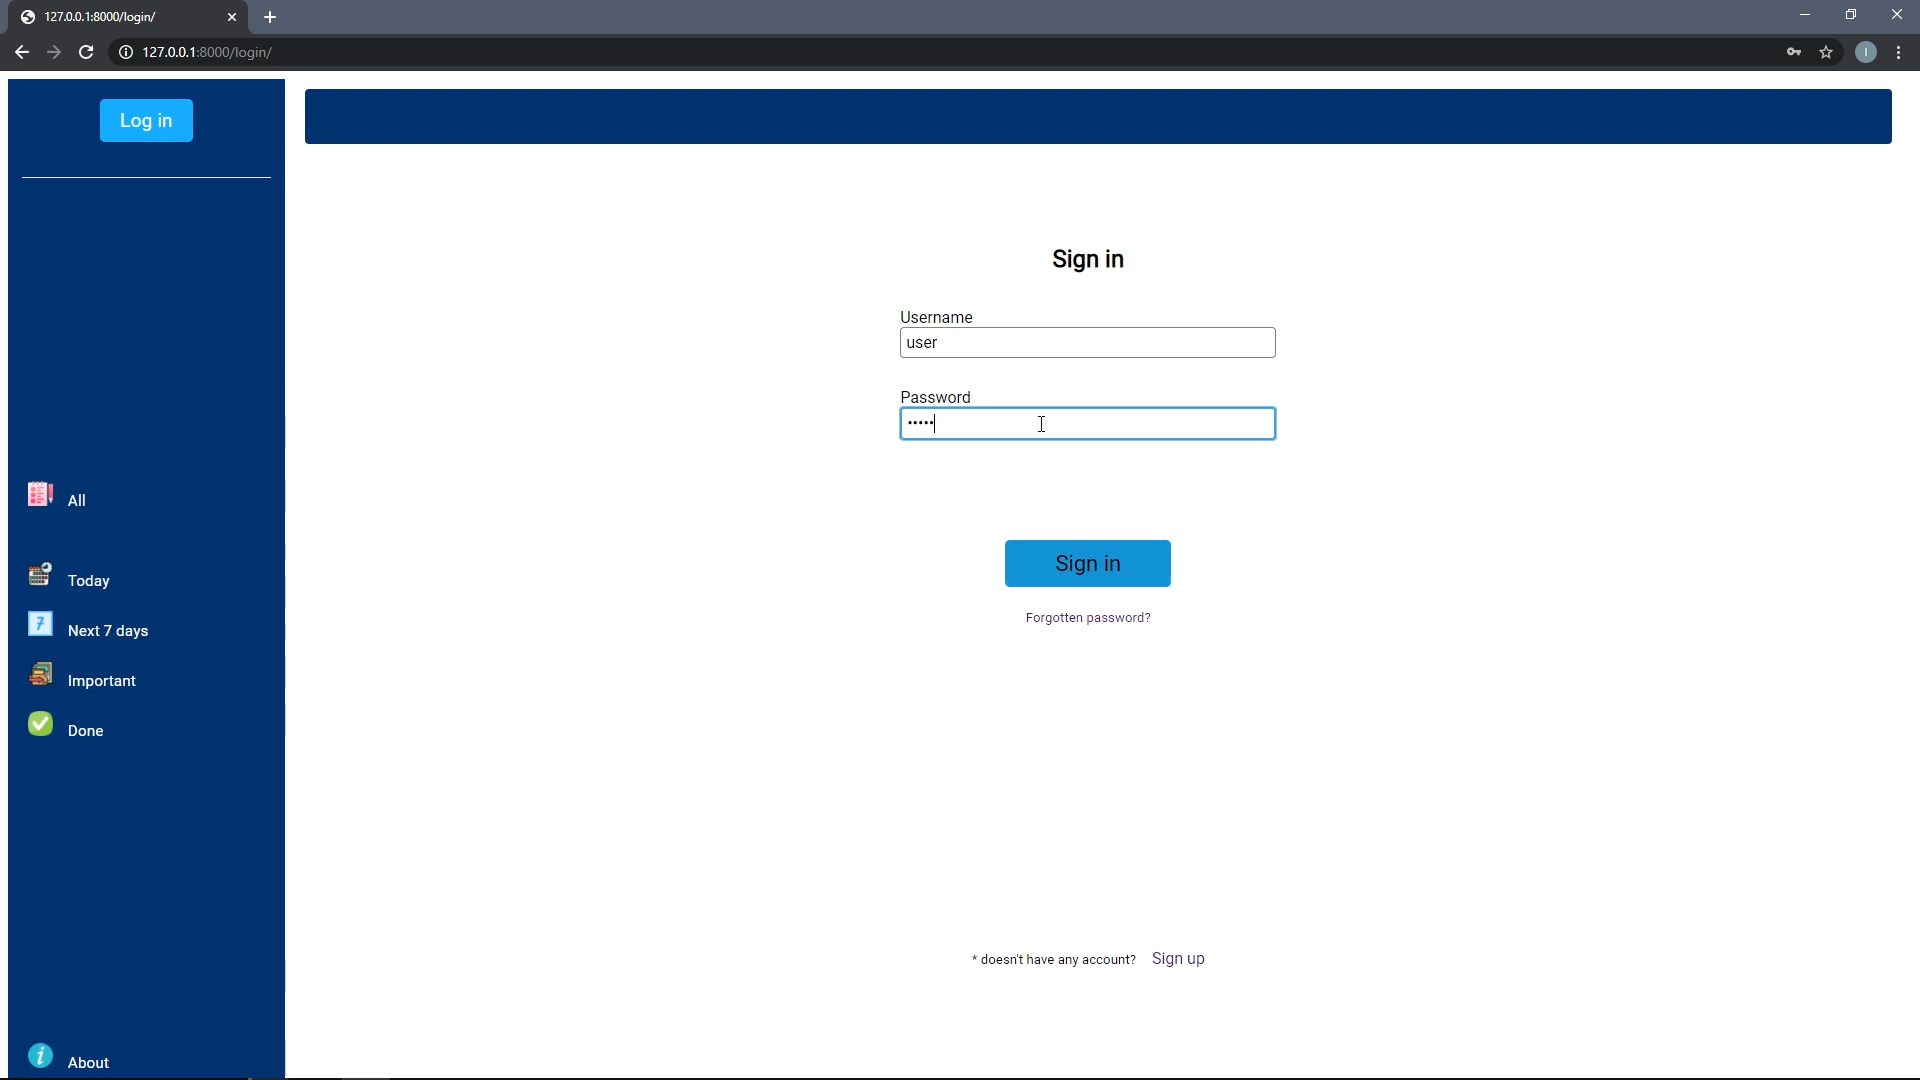 127.0.0.1:8000/login/
127.0.0.1:8000/login/
I
Log in
Sign in
Username
user
Password
•••••
All
Today
7
Next 7 days
Important
Done
Sign in
Forgotten password?
* doesn't have any account? Sign up
i
About